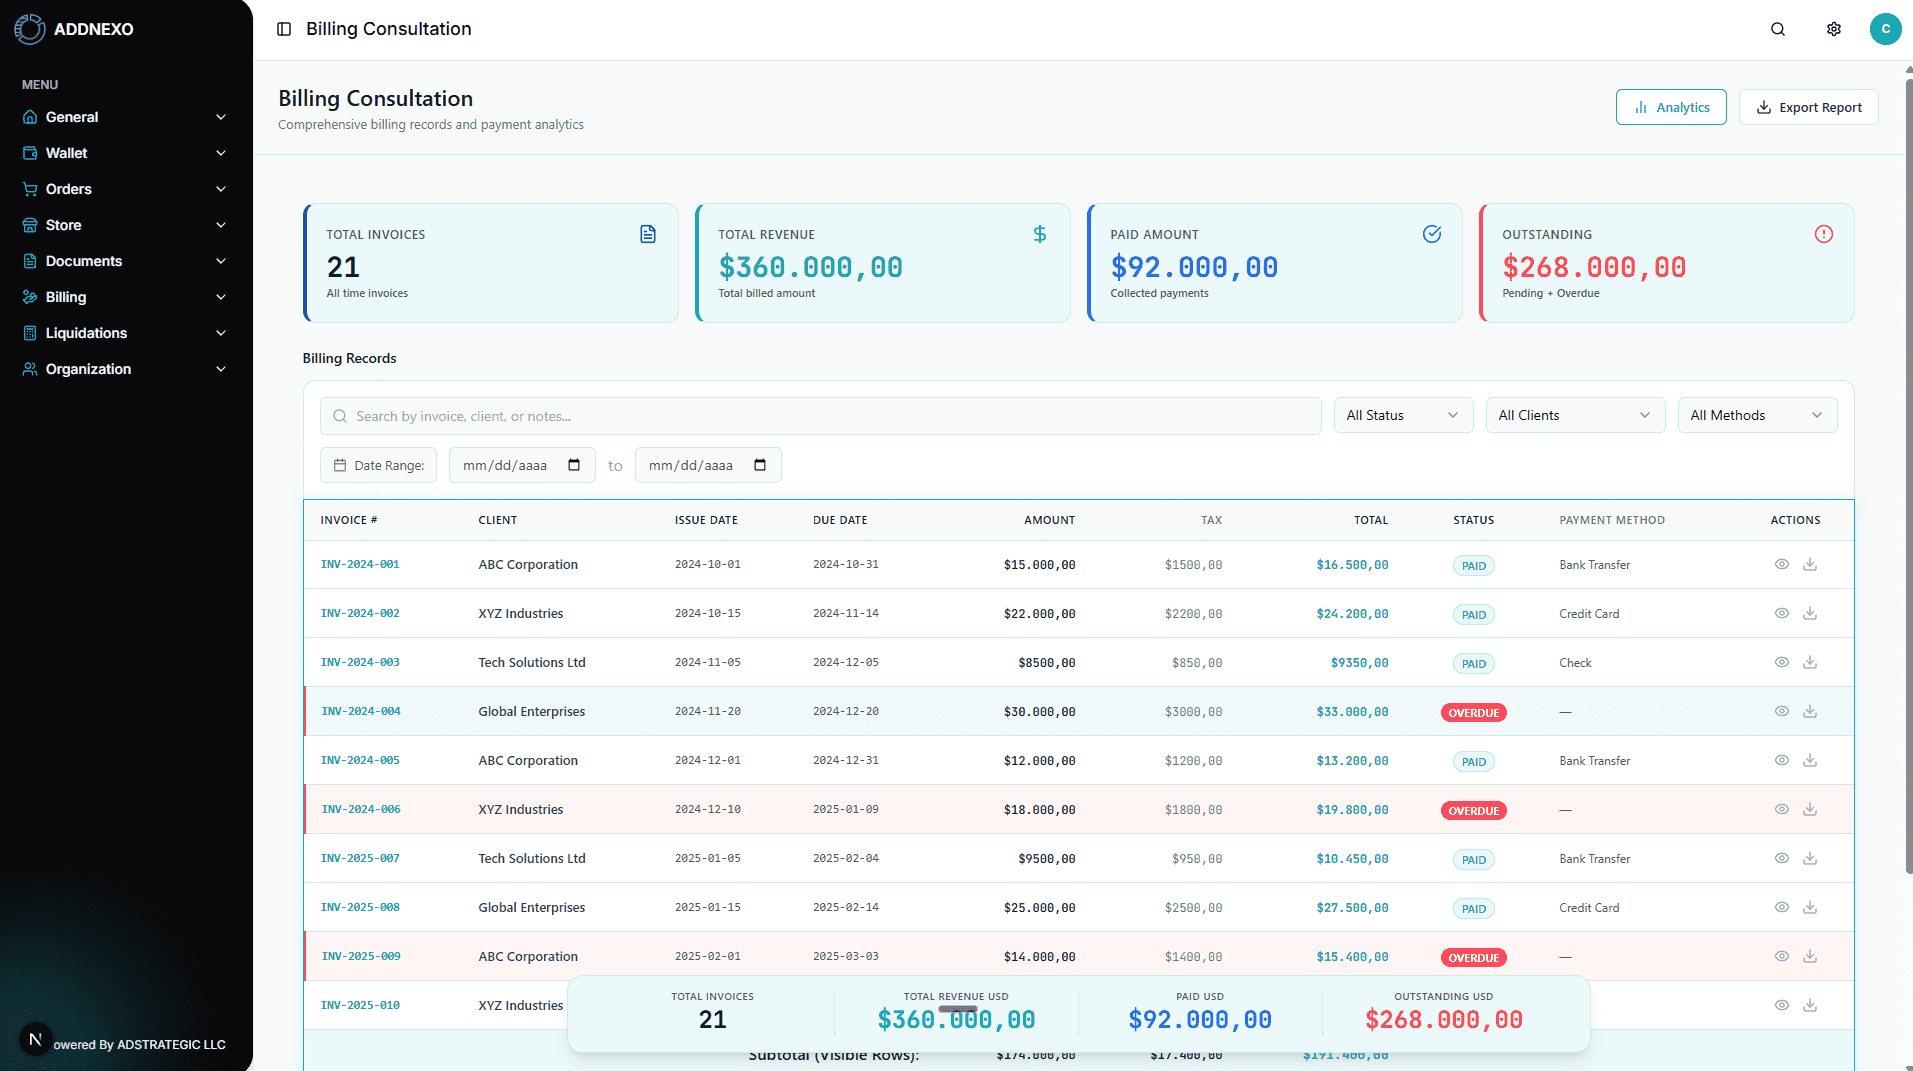 ADDNEXO
Billing Consultation
C
MENU
General
Wallet
Orders
Store
Documents
Billing
Liquidations
Organization
N
owered By ADSTRATEGIC LLC
Billing Consultation
Comprehensive billing records and payment analytics
Analytics
Export Report
TOTAL INVOICES
21
All time invoices
TOTAL REVENUE
$360.000,00
Total billed amount
PAID AMOUNT
$92.000,00
Collected payments
OUTSTANDING
$268.000,00
Pending + Overdue
Billing Records
Search by invoice, client, or notes...
All Status
All Clients
All Methods
Date Range:
mm/dd/aaaa
to
mm/dd/aaaa
INVOICE # CLIENT ISSUE DATE DUE DATE AMOUNT TAX TOTAL STATUS PAYMENT METHOD ACTIONS
INV-2024-001 ABC Corporation 2024-10-01 2024-10-31 $15.000,00 $1500,00 $16.500,00 PAID Bank Transfer
INV-2024-002 XYZ Industries 2024-10-15 2024-11-14 $22.000,00 $2200,00 $24.200,00 PAID Credit Card
INV-2024-003 Tech Solutions Ltd 2024-11-05 2024-12-05 $8500,00 $850,00 $9350,00 PAID Check
INV-2024-004 Global Enterprises 2024-11-20 2024-12-20 $30.000,00 $3000,00 $33.000,00 OVERDUE —
INV-2024-005 ABC Corporation 2024-12-01 2024-12-31 $12.000,00 $1200,00 $13.200,00 PAID Bank Transfer
INV-2024-006 XYZ Industries 2024-12-10 2025-01-09 $18.000,00 $1800,00 $19.800,00 OVERDUE —
INV-2025-007 Tech Solutions Ltd 2025-01-05 2025-02-04 $9500,00 $950,00 $10.450,00 PAID Bank Transfer
INV-2025-008 Global Enterprises 2025-01-15 2025-02-14 $25.000,00 $2500,00 $27.500,00 PAID Credit Card
INV-2025-009 ABC Corporation 2025-02-01 2025-03-03 $14.000,00 $1400,00 $15.400,00 OVERDUE —
INV-2025-010 XYZ Industries
TOTAL INVOICES
21
TOTAL REVENUE USD
$360.000,00
PAID USD
$92.000,00
OUTSTANDING USD
$268.000,00
Subtotal (Visible Rows): $174.000,00 $17.400,00 $191.400,00